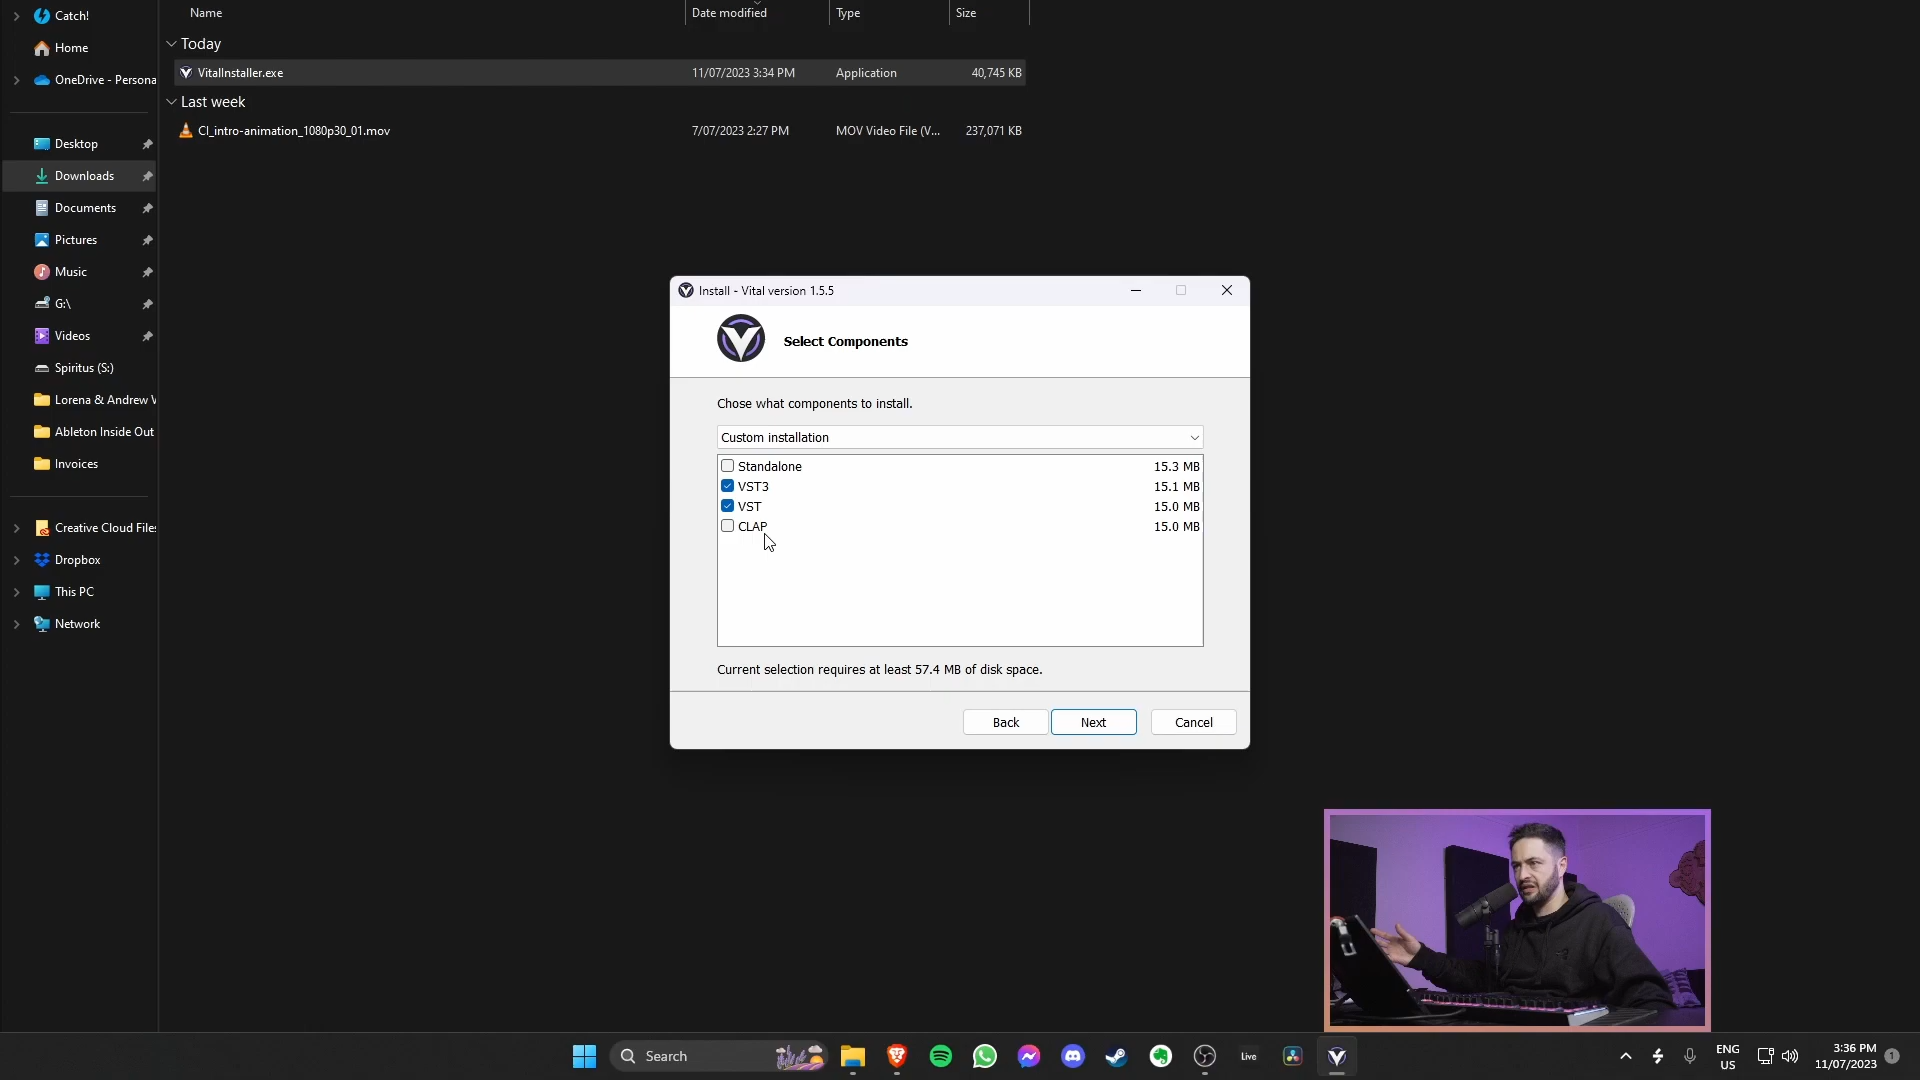 Catch!
Home
OneDrive - Persona
Desktop
Downloads
Documents
Pictures
Music
G:\
Videos
Spiritus (S:)
Lorena & Andrew W
Ableton Inside Out
Invoices
Creative Cloud Files
Dropbox
This PC
Network
Name Date modified Type Size
Today
VitalInstaller.exe 11/07/2023 3:34 PM Application 40,745 KB
Last week
CI_intro-animation_1080p30_01.mov 7/07/2023 2:27 PM MOV Video File (V... 237,071 KB
Install - Vital version 1.5.5
Select Components
Chose what components to install.
Custom installation
Standalone 15.3 MB
VST3 15.1 MB
VST 15.0 MB
CLAP 15.0 MB
Current selection requires at least 57.4 MB of disk space.
Back Next Cancel
Search
Live
ENG
US
3:36 PM
11/07/2023
1